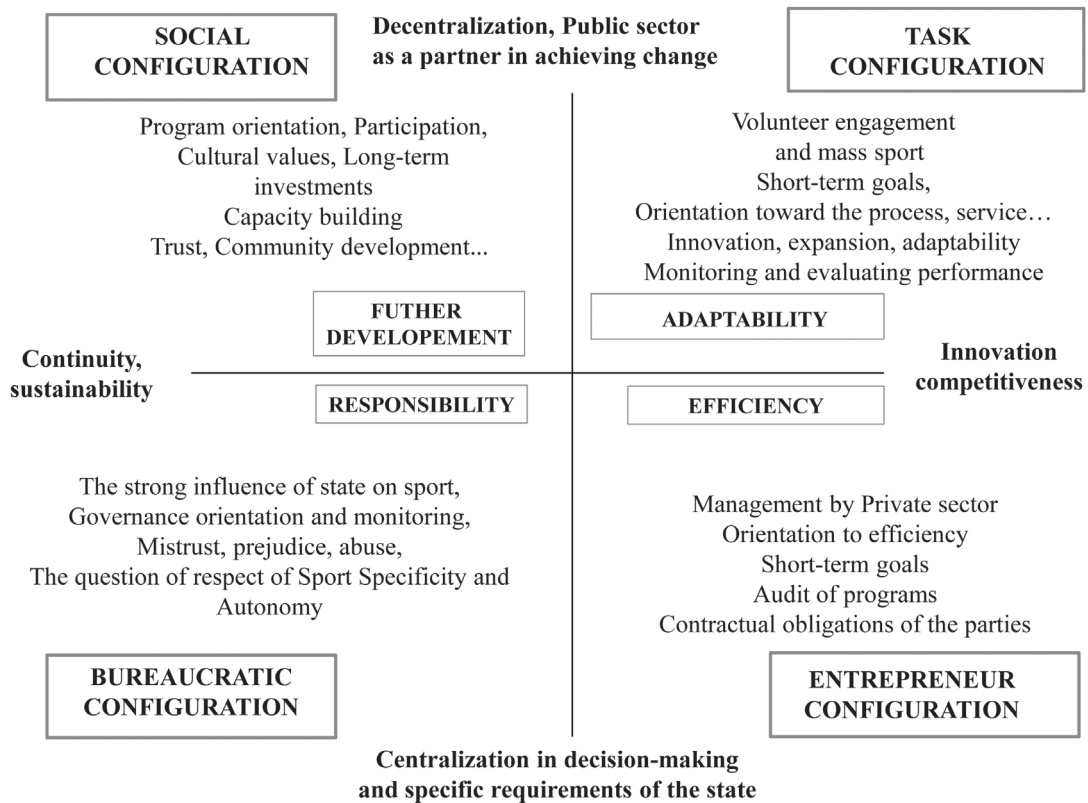 SOCIAL
CONFIGURATION
Decentralization, Public sector
as a partner in achieving change
TASK
CONFIGURATION
Program orientation, Participation,
Cultural values, Long-term
investments
Capacity building
Trust, Community development...
Volunteer engagement
and mass sport
Short-term goals,
Orientation toward the process, service…
Innovation, expansion, adaptability
Monitoring and evaluating performance
FUTHER
DEVELOPEMENT
ADAPTABILITY
Continuity,
sustainability
Innovation
competitiveness
RESPONSIBILITY
EFFICIENCY
The strong influence of state on sport,
Governance orientation and monitoring,
Mistrust, prejudice, abuse,
The question of respect of Sport Specificity and
Autonomy
Management by Private sector
Orientation to efficiency
Short-term goals
Audit of programs
Contractual obligations of the parties
BUREAUCRATIC
CONFIGURATION
ENTREPRENEUR
CONFIGURATION
Centralization in decision-making
and specific requirements of the state